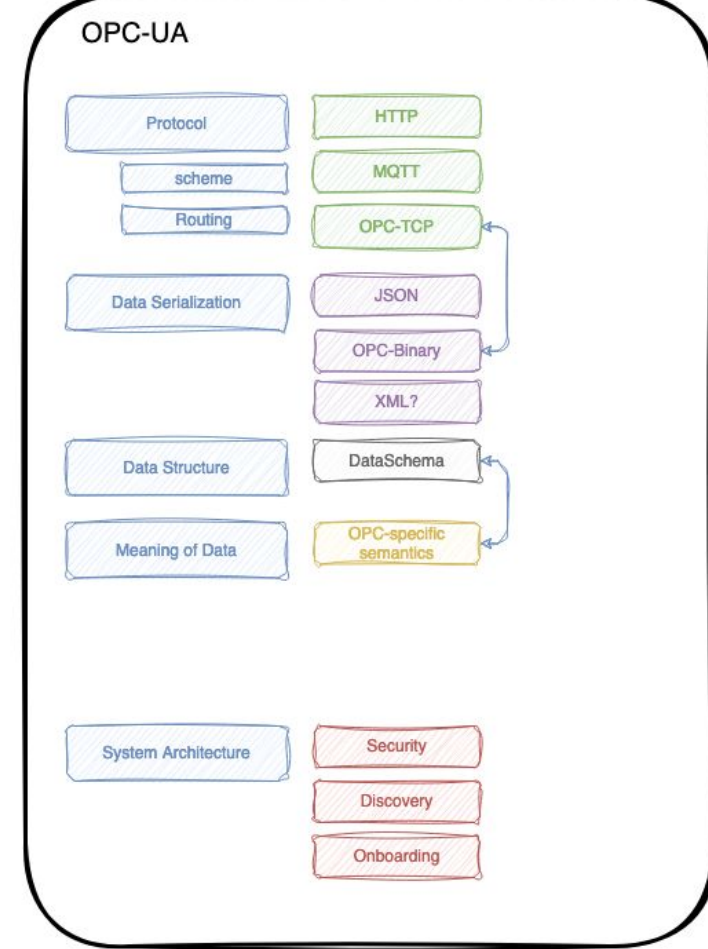 OPC-UA
Protocol
HTTP
scheme
MQTT
Routing
OPC-TCP
Data Serialization
JSON
OPC-Binary
XML?
Data Structure
DataSchema
Meaning of Data
OPC-specific
semantics
System Architecture
Security
Discovery
Onboarding